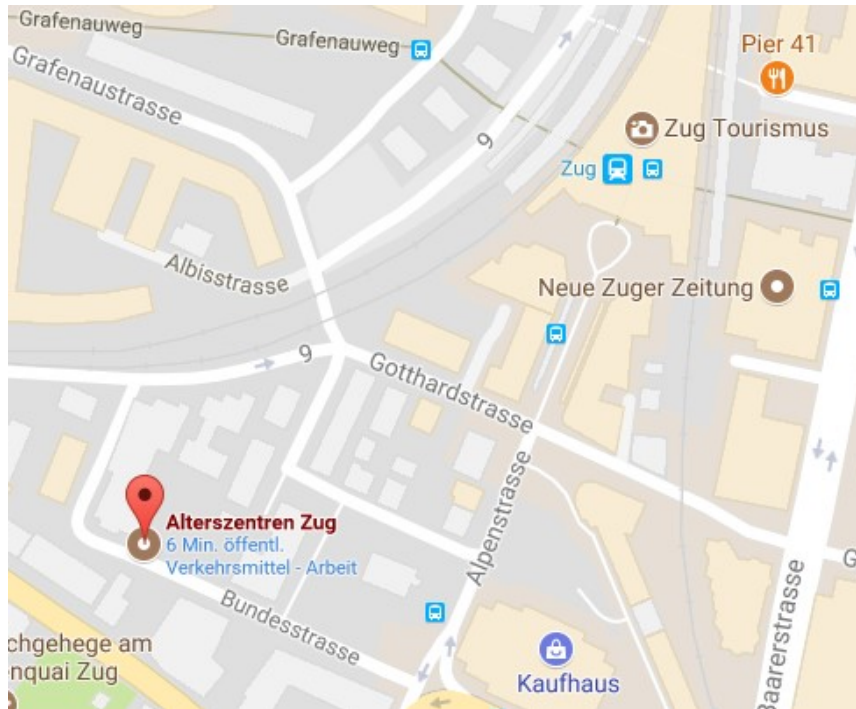 Grafenauweg
Grafenauweg
Pier 41
Grafenaustrasse
9
Zug Tourismus
Zug
Albisstrasse
Neue Zuger Zeitung
9
Gotthardstrasse
Alterszentren Zug
6 Min. öffentl.
Verkehrsmittel - Arbeit
Alpenstrasse
G
Bundesstrasse
Baarerstrasse
chgehege am
enquai Zug
Kaufhaus